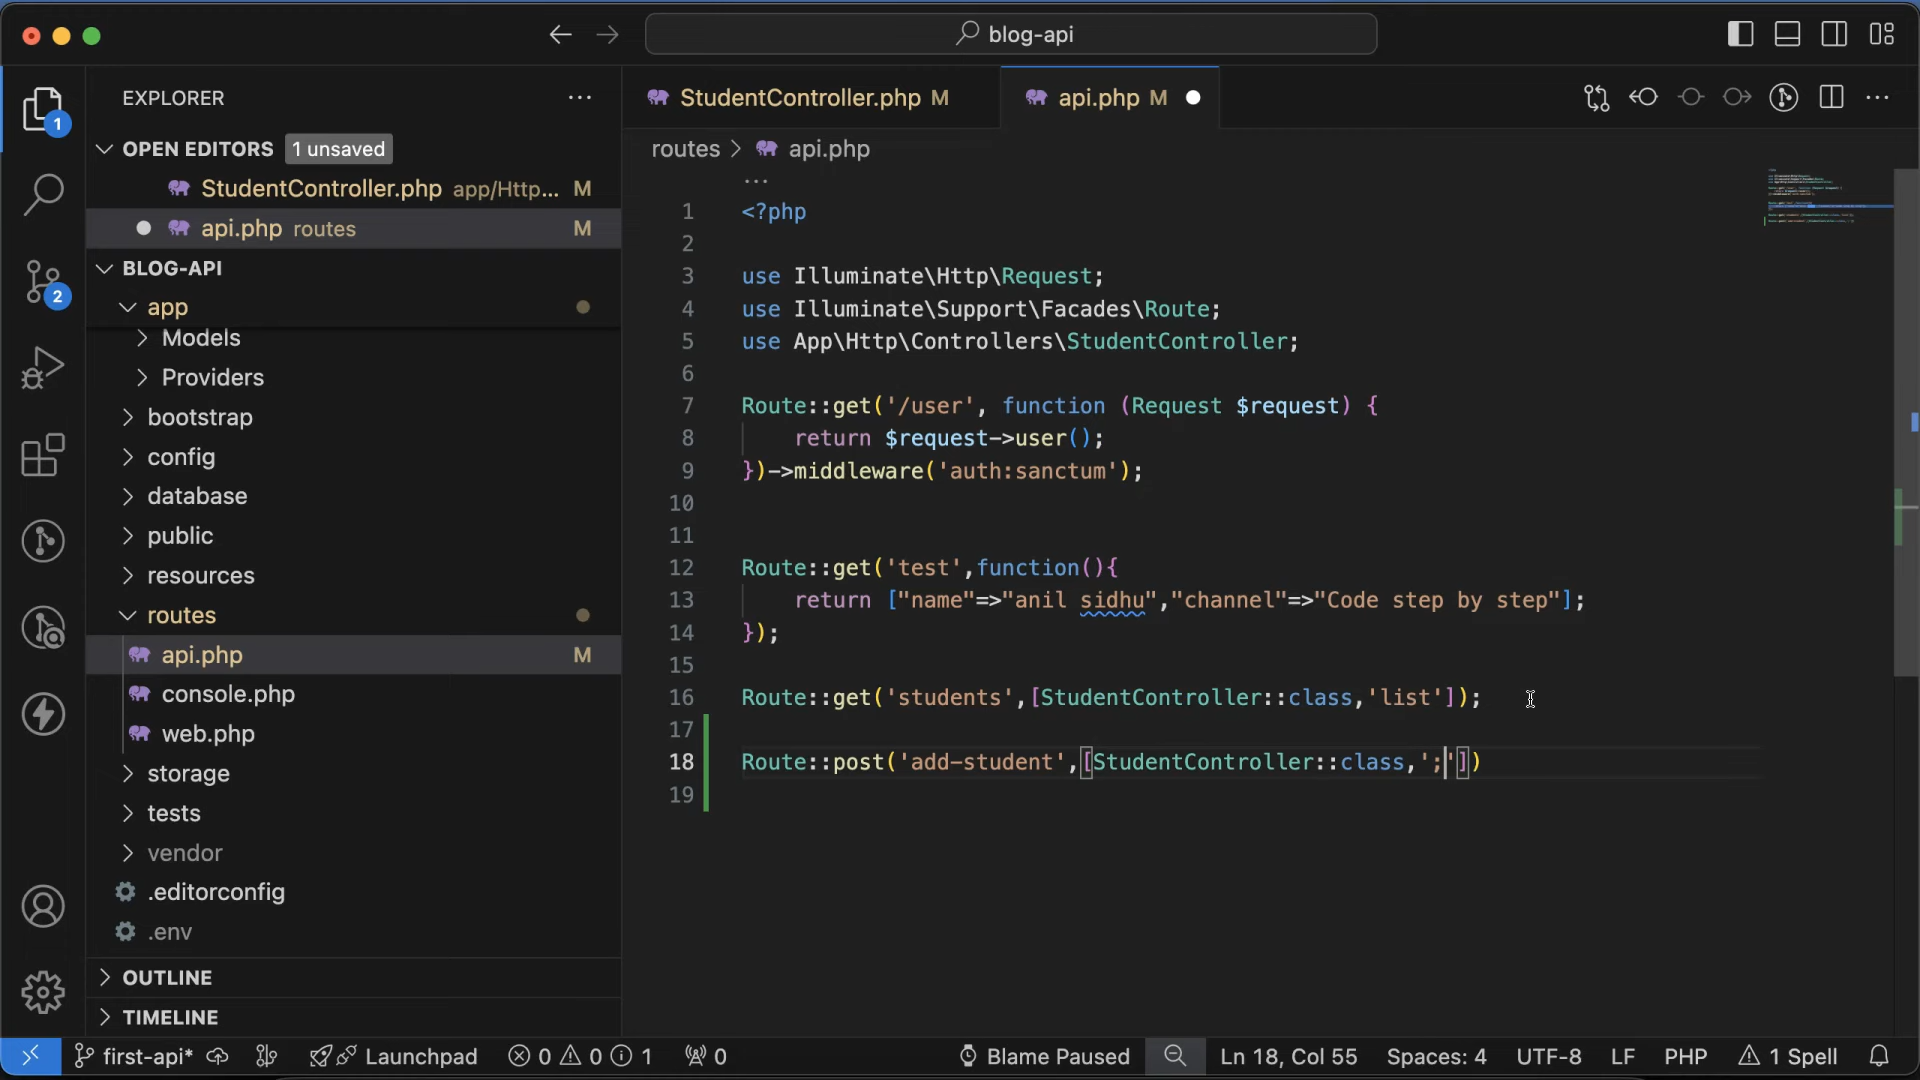 blog-api
EXPLORER
OPEN EDITORS 1 unsaved
StudentController.php app/Http... M
api.php routes M
BLOG-API
app
Models
Providers
bootstrap
config
database
public
resources
routes
api.php M
console.php
web.php
storage
tests
vendor
.editorconfig
.env
OUTLINE
TIMELINE
1
2
StudentController.php M
api.php M
routes > api.php
...
1 <?php
2
3 use Illuminate\Http\Request;
4 use Illuminate\Support\Facades\Route;
5 use App\Http\Controllers\StudentController;
6
7 Route::get('/user', function (Request $request) {
8 return $request->user();
9 })->middleware('auth:sanctum');
10
11
12 Route::get('test',function(){
13 return ["name"=>"anil sidhu","channel"=>"Code step by step"];
14 });
15
16 Route::get('students',[StudentController::class,'list']);
17
18 Route::post('add-student',[StudentController::class,';'])
19
first-api* Launchpad 0 0 1 0 Blame Paused Ln 18, Col 55 Spaces: 4 UTF-8 LF PHP 1 Spell